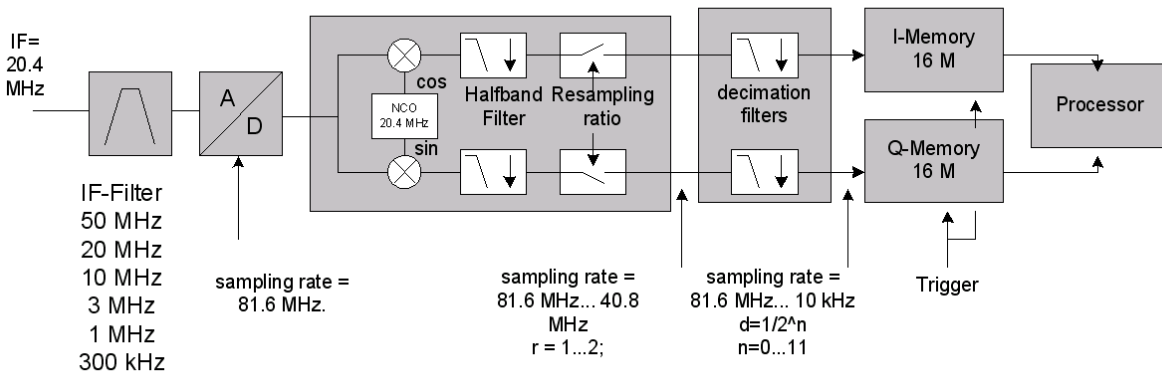 IF=
20.4
MHz
A
D
IF-Filter
50 MHz
20 MHz
10 MHz
3 MHz
1 MHz
300 kHz
sampling rate =
81.6 MHz.
cos
NCO
20.4 MHz
sin
Halfband
Filter
Resampling
ratio
sampling rate =
81.6 MHz... 40.8
MHz
r = 1...2;
decimation
filters
sampling rate =
81.6 MHz... 10 kHz
d=1/2^n
n=0...11
I-Memory
16 M
Q-Memory
16 M
Trigger
Processor